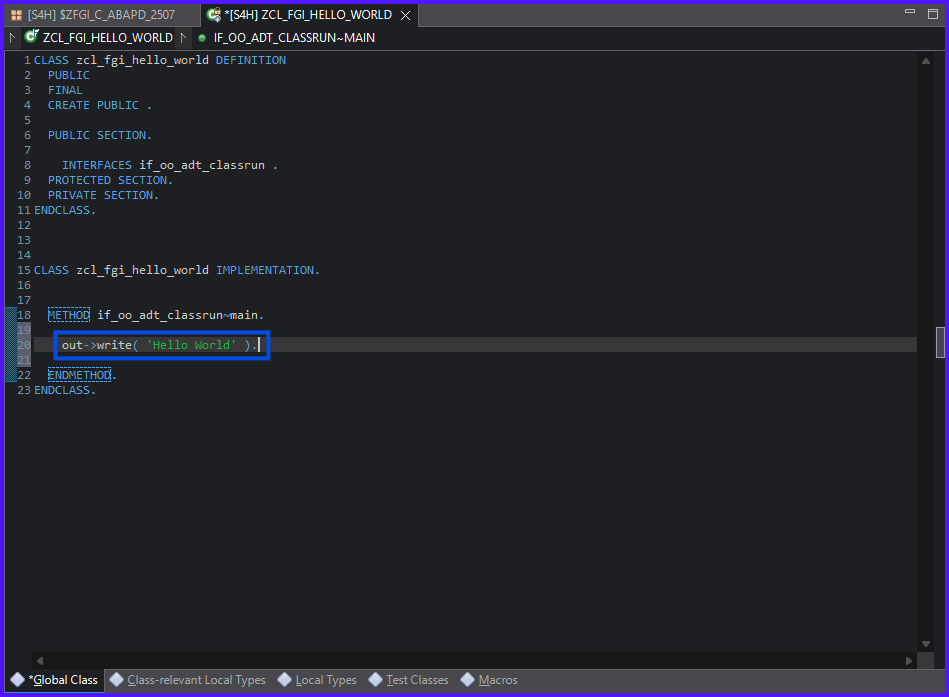 [S4H] $ZFGI_C_ABAPD_2507 *[S4H] ZCL_FGI_HELLO_WORLD
ZCL_FGI_HELLO_WORLD IF_OO_ADT_CLASSRUN~MAIN
1 CLASS zcl_fgi_hello_world DEFINITION
2 PUBLIC
3 FINAL
4 CREATE PUBLIC .
5
6 PUBLIC SECTION.
7
8 INTERFACES if_oo_adt_classrun .
9 PROTECTED SECTION.
10 PRIVATE SECTION.
11 ENDCLASS.
12
13
14
15 CLASS zcl_fgi_hello_world IMPLEMENTATION.
16
17
18 METHOD if_oo_adt_classrun~main.
19
20 out->write( 'Hello World' ).
21
22 ENDMETHOD.
23 ENDCLASS.
*Global Class Class-relevant Local Types Local Types Test Classes Macros